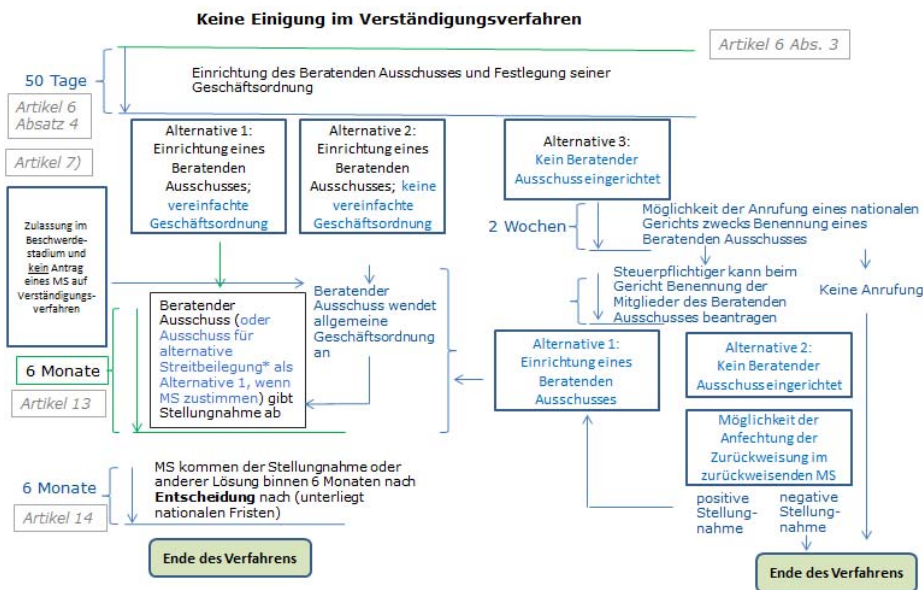 Keine Einigung im Verständigungsverfahren
Artikel 6 Abs. 3
50 Tage
Einrichtung des Beratenden Ausschusses und Festlegung seiner
Geschäftsordnung
Artikel 6
Absatz 4
Artikel 7)
Alternative 1:
Einrichtung eines
Beratenden
Ausschusses;
vereinfachte
Geschäftsordnung
Alternative 2:
Einrichtung eines
Beratenden
Ausschusses; keine
vereinfachte
Geschäftsordnung
Alternative 3:
Kein Beratender
Ausschuss eingerichtet
Zulassung im
Beschwerde-
stadium und
kein Antrag
eines MS auf
Verständigungs-
verfahren
2 Wochen
Möglichkeit der Anrufung eines nationalen
Gerichts zwecks Benennung eines
Beratenden Ausschusses
Steuerpflichtiger kann beim
Gericht Benennung der
Mitglieder des Beratenden
Ausschusses beantragen
Keine Anrufung
Beratender
Ausschuss (oder
Ausschuss für
alternative
Streitbeilegung* als
Alternative 1, wenn
MS zustimmen) gibt
Stellungnahme ab
Beratender
Ausschuss wendet
allgemeine
Geschäftsordnung
an
6 Monate
Artikel 13
Alternative 1:
Einrichtung eines
Beratenden
Ausschusses
Alternative 2:
Kein Beratender
Ausschuss eingerichtet
Möglichkeit der
Anfechtung der
Zurückweisung im
zurückweisenden MS
6 Monate
Artikel 14
MS kommen der Stellungnahme oder
anderer Lösung binnen 6 Monaten nach
Entscheidung nach (unterliegt
nationalen Fristen)
positive
Stellung-
nahme
negative
Stellung-
nahme
Ende des Verfahrens
Ende des Verfahrens